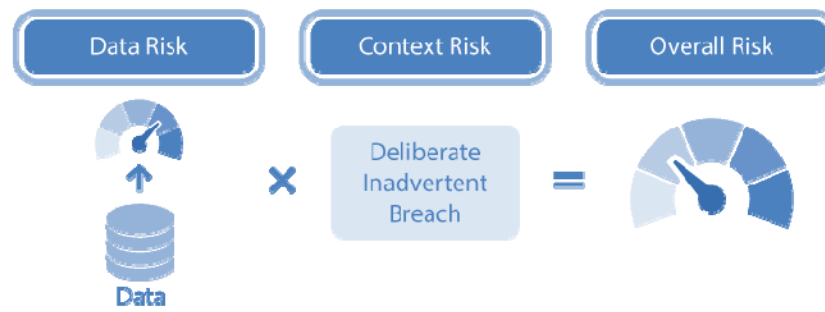 Data Risk
Context Risk
Overall Risk
Deliberate
Inadvertent
Breach
Data